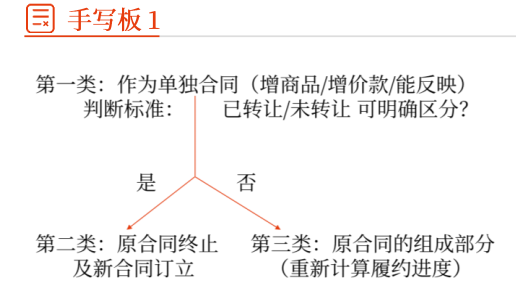 手写板 1
第一类：作为单独合同（增商品/增价款/能反映）
判断标准： 已转让/未转让 可明确区分？
是 否
第二类：原合同终止 第三类：原合同的组成部分
及新合同订立 （重新计算履约进度）